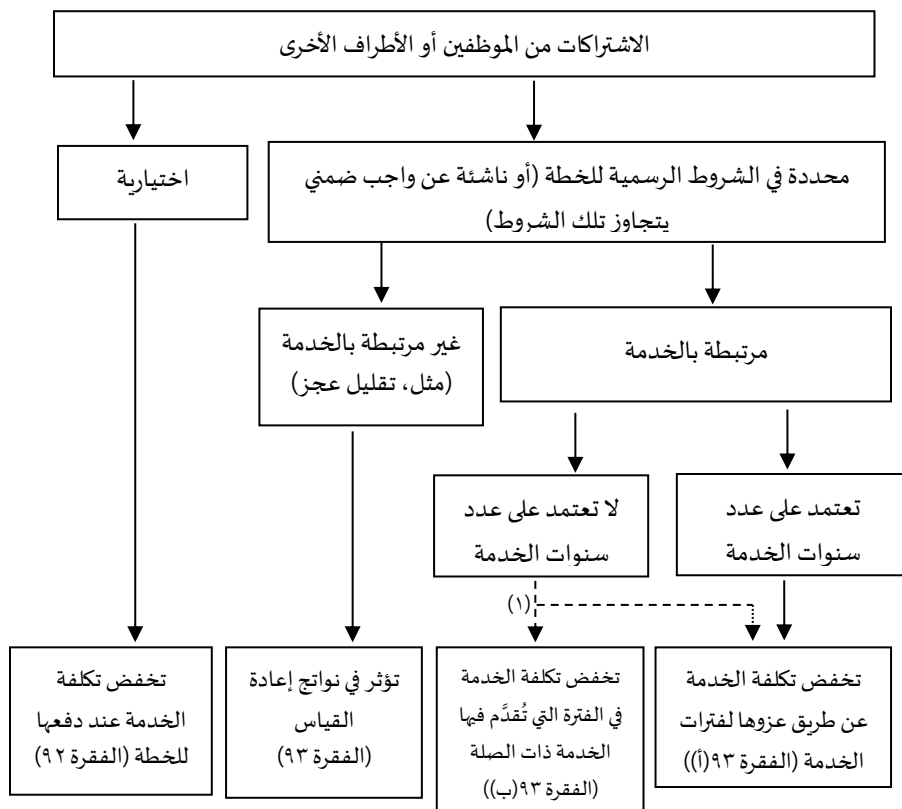 الاشتراكات من الموظفين أو الأطراف الأخرى
محددة في الشروط الرسمية للخطة (أو ناشئة عن واجب ضمني
يتجاوز تلك الشروط)
اختيارية
مرتبطة بالخدمة
غير مرتبطة بالخدمة
(مثل، تقليل عجز)
تعتمد على عدد
سنوات الخدمة
لا تعتمد على عدد
سنوات الخدمة
(١)
تخفض تكلفة الخدمة
عن طريق عزوها لفترات
الخدمة (الفقرة ٩٣(أ))
تخفض تكلفة الخدمة
في الفترة التي تُقدَّم فيها
الخدمة ذات الصلة
(الفقرة ٩٣(ب))
تؤثر في نواتج إعادة
القياس
(الفقرة ٩٣)
تخفض تكلفة
الخدمة عند دفعها
للخطة (الفقرة ٩٢)